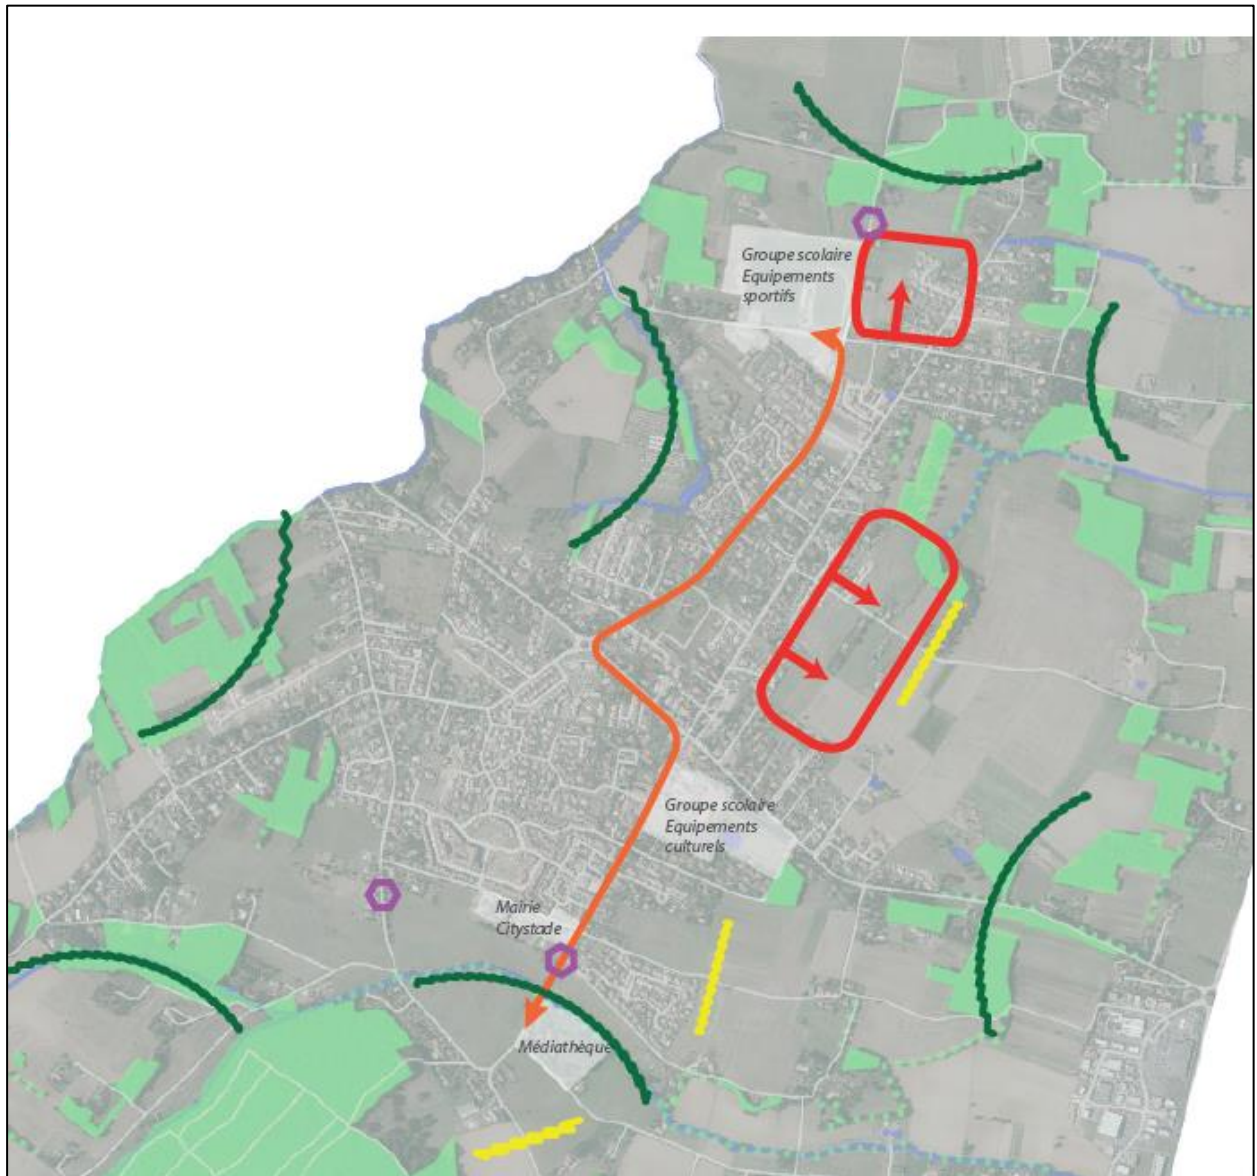 Groupe scolaire
Equipements
sportifs
Groupe scolaire
Equipements
culturels
Mairie
Citystade
Médiathèque